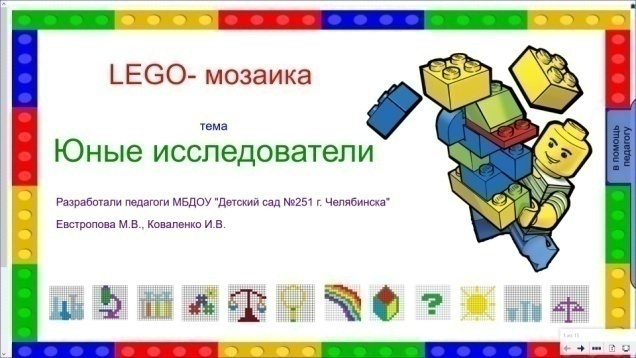 LEGO- мозаика
тема
Юные исследователи
Разработали педагоги МБДОУ "Детский сад №251 г. Челябинска"
Евстропова М.В., Коваленко И.В.
в помощь
педагогу
?